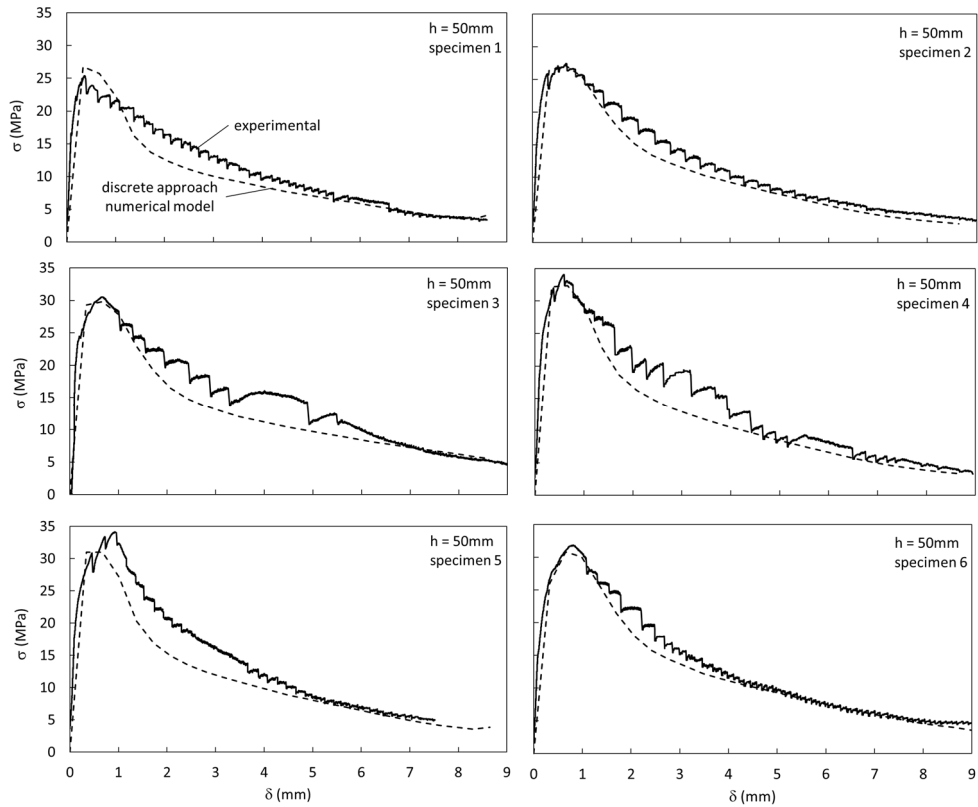 35
30
25
20
15
10
5
0
σ (MPa)
h = 50mm
specimen 1
experimental
discrete approach
numerical model
h = 50mm
specimen 2
35
30
25
20
15
10
5
0
σ (MPa)
h = 50mm
specimen 3
h = 50mm
specimen 4
35
30
25
20
15
10
5
0
σ (MPa)
h = 50mm
specimen 5
0 1 2 3 4 5 6 7 8 9
δ (mm)
h = 50mm
specimen 6
0 1 2 3 4 5 6 7 8 9
δ (mm)